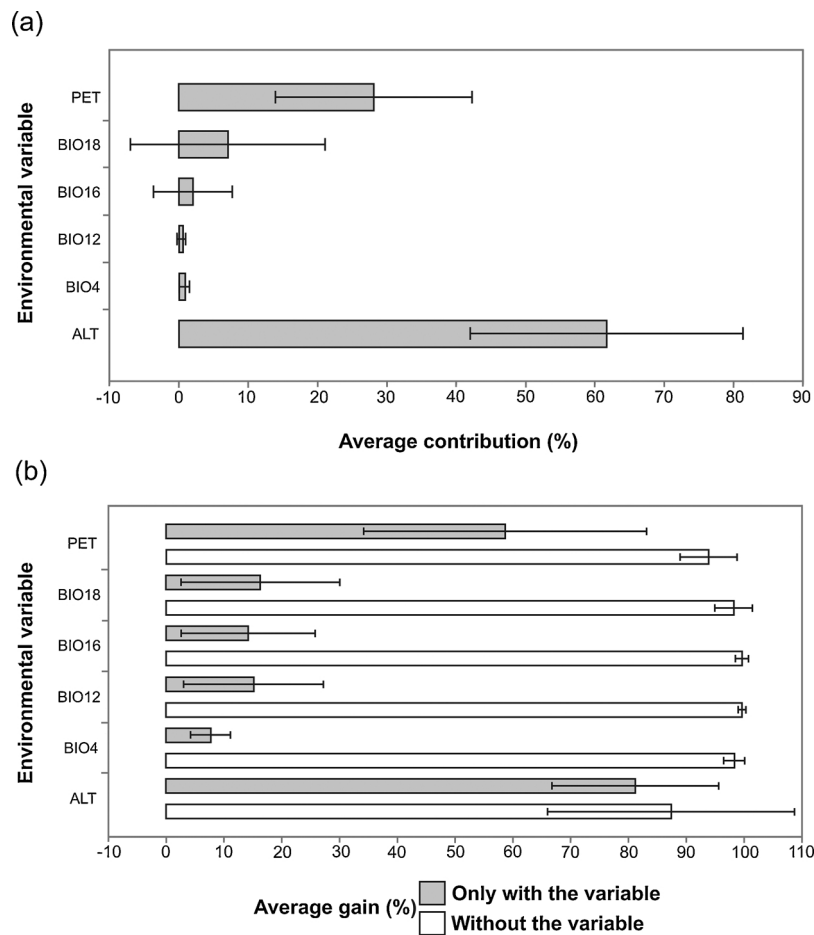 (a)
Environmental variable
PET
BIO18
BIO16
BIO12
BIO4
ALT
-10 0 10 20 30 40 50 60 70 80 90
Average contribution (%)
(b)
Environmental variable
PET
BIO18
BIO16
BIO12
BIO4
ALT
-10 0 10 20 30 40 50 60 70 80 90 100 110
Average gain (%)
Only with the variable
Without the variable